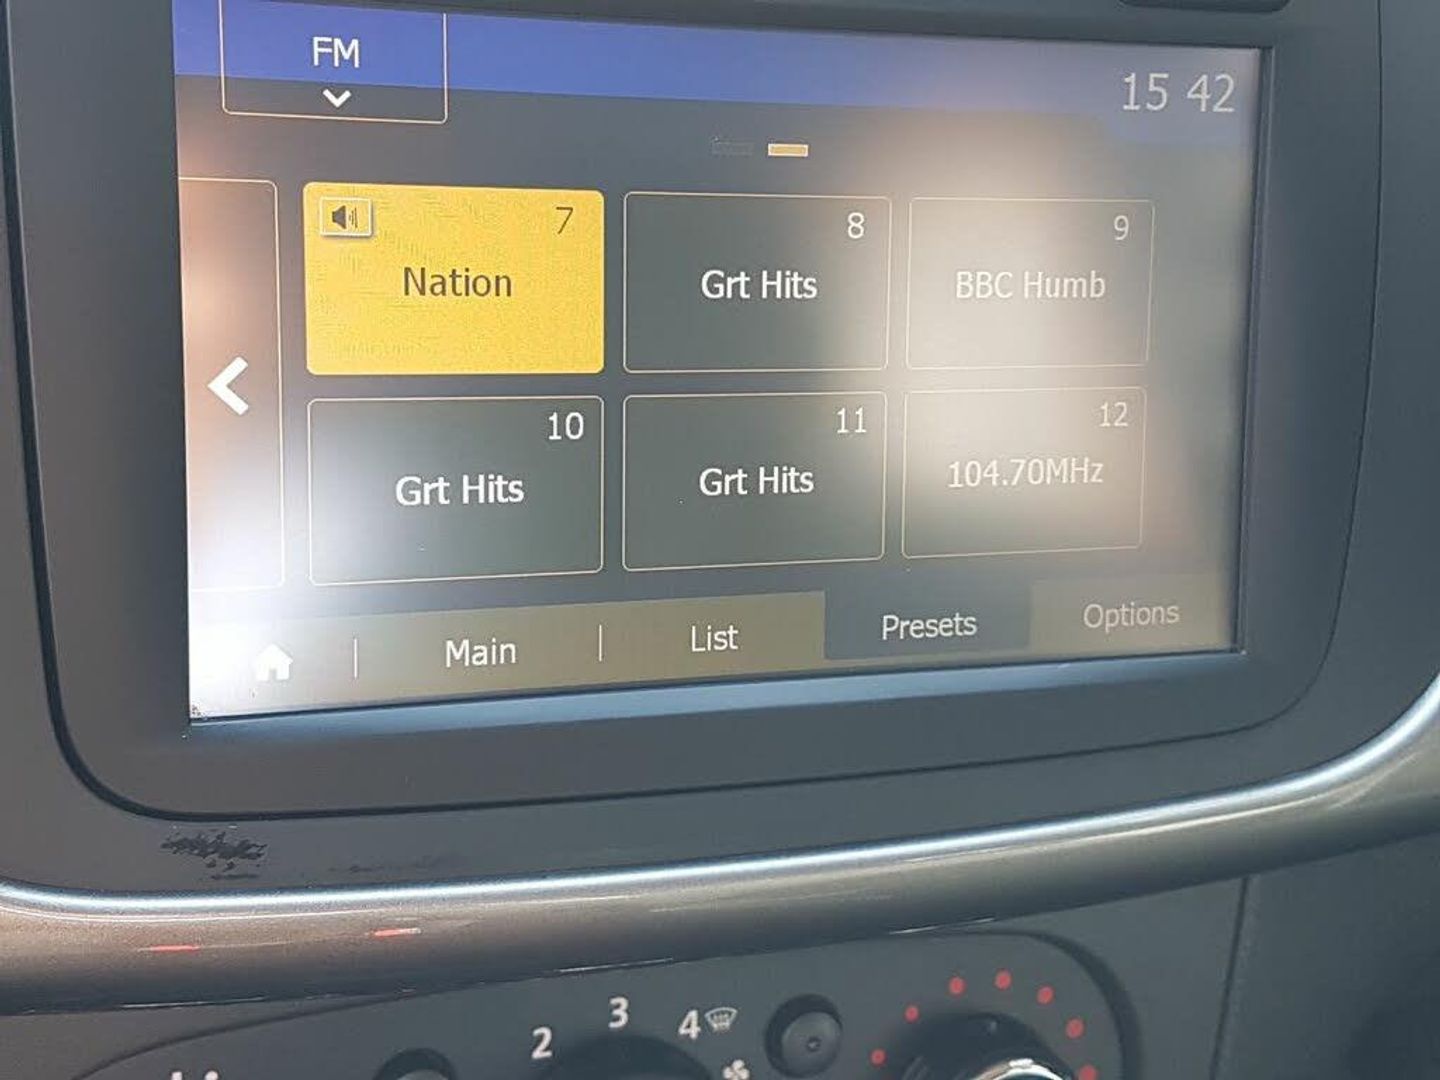 FM
15 42
7
Nation
8
Grt Hits
9
BBC Humb
10
Grt Hits
11
Grt Hits
12
104.70MHz
Main
List
Presets
Options
2
3
4